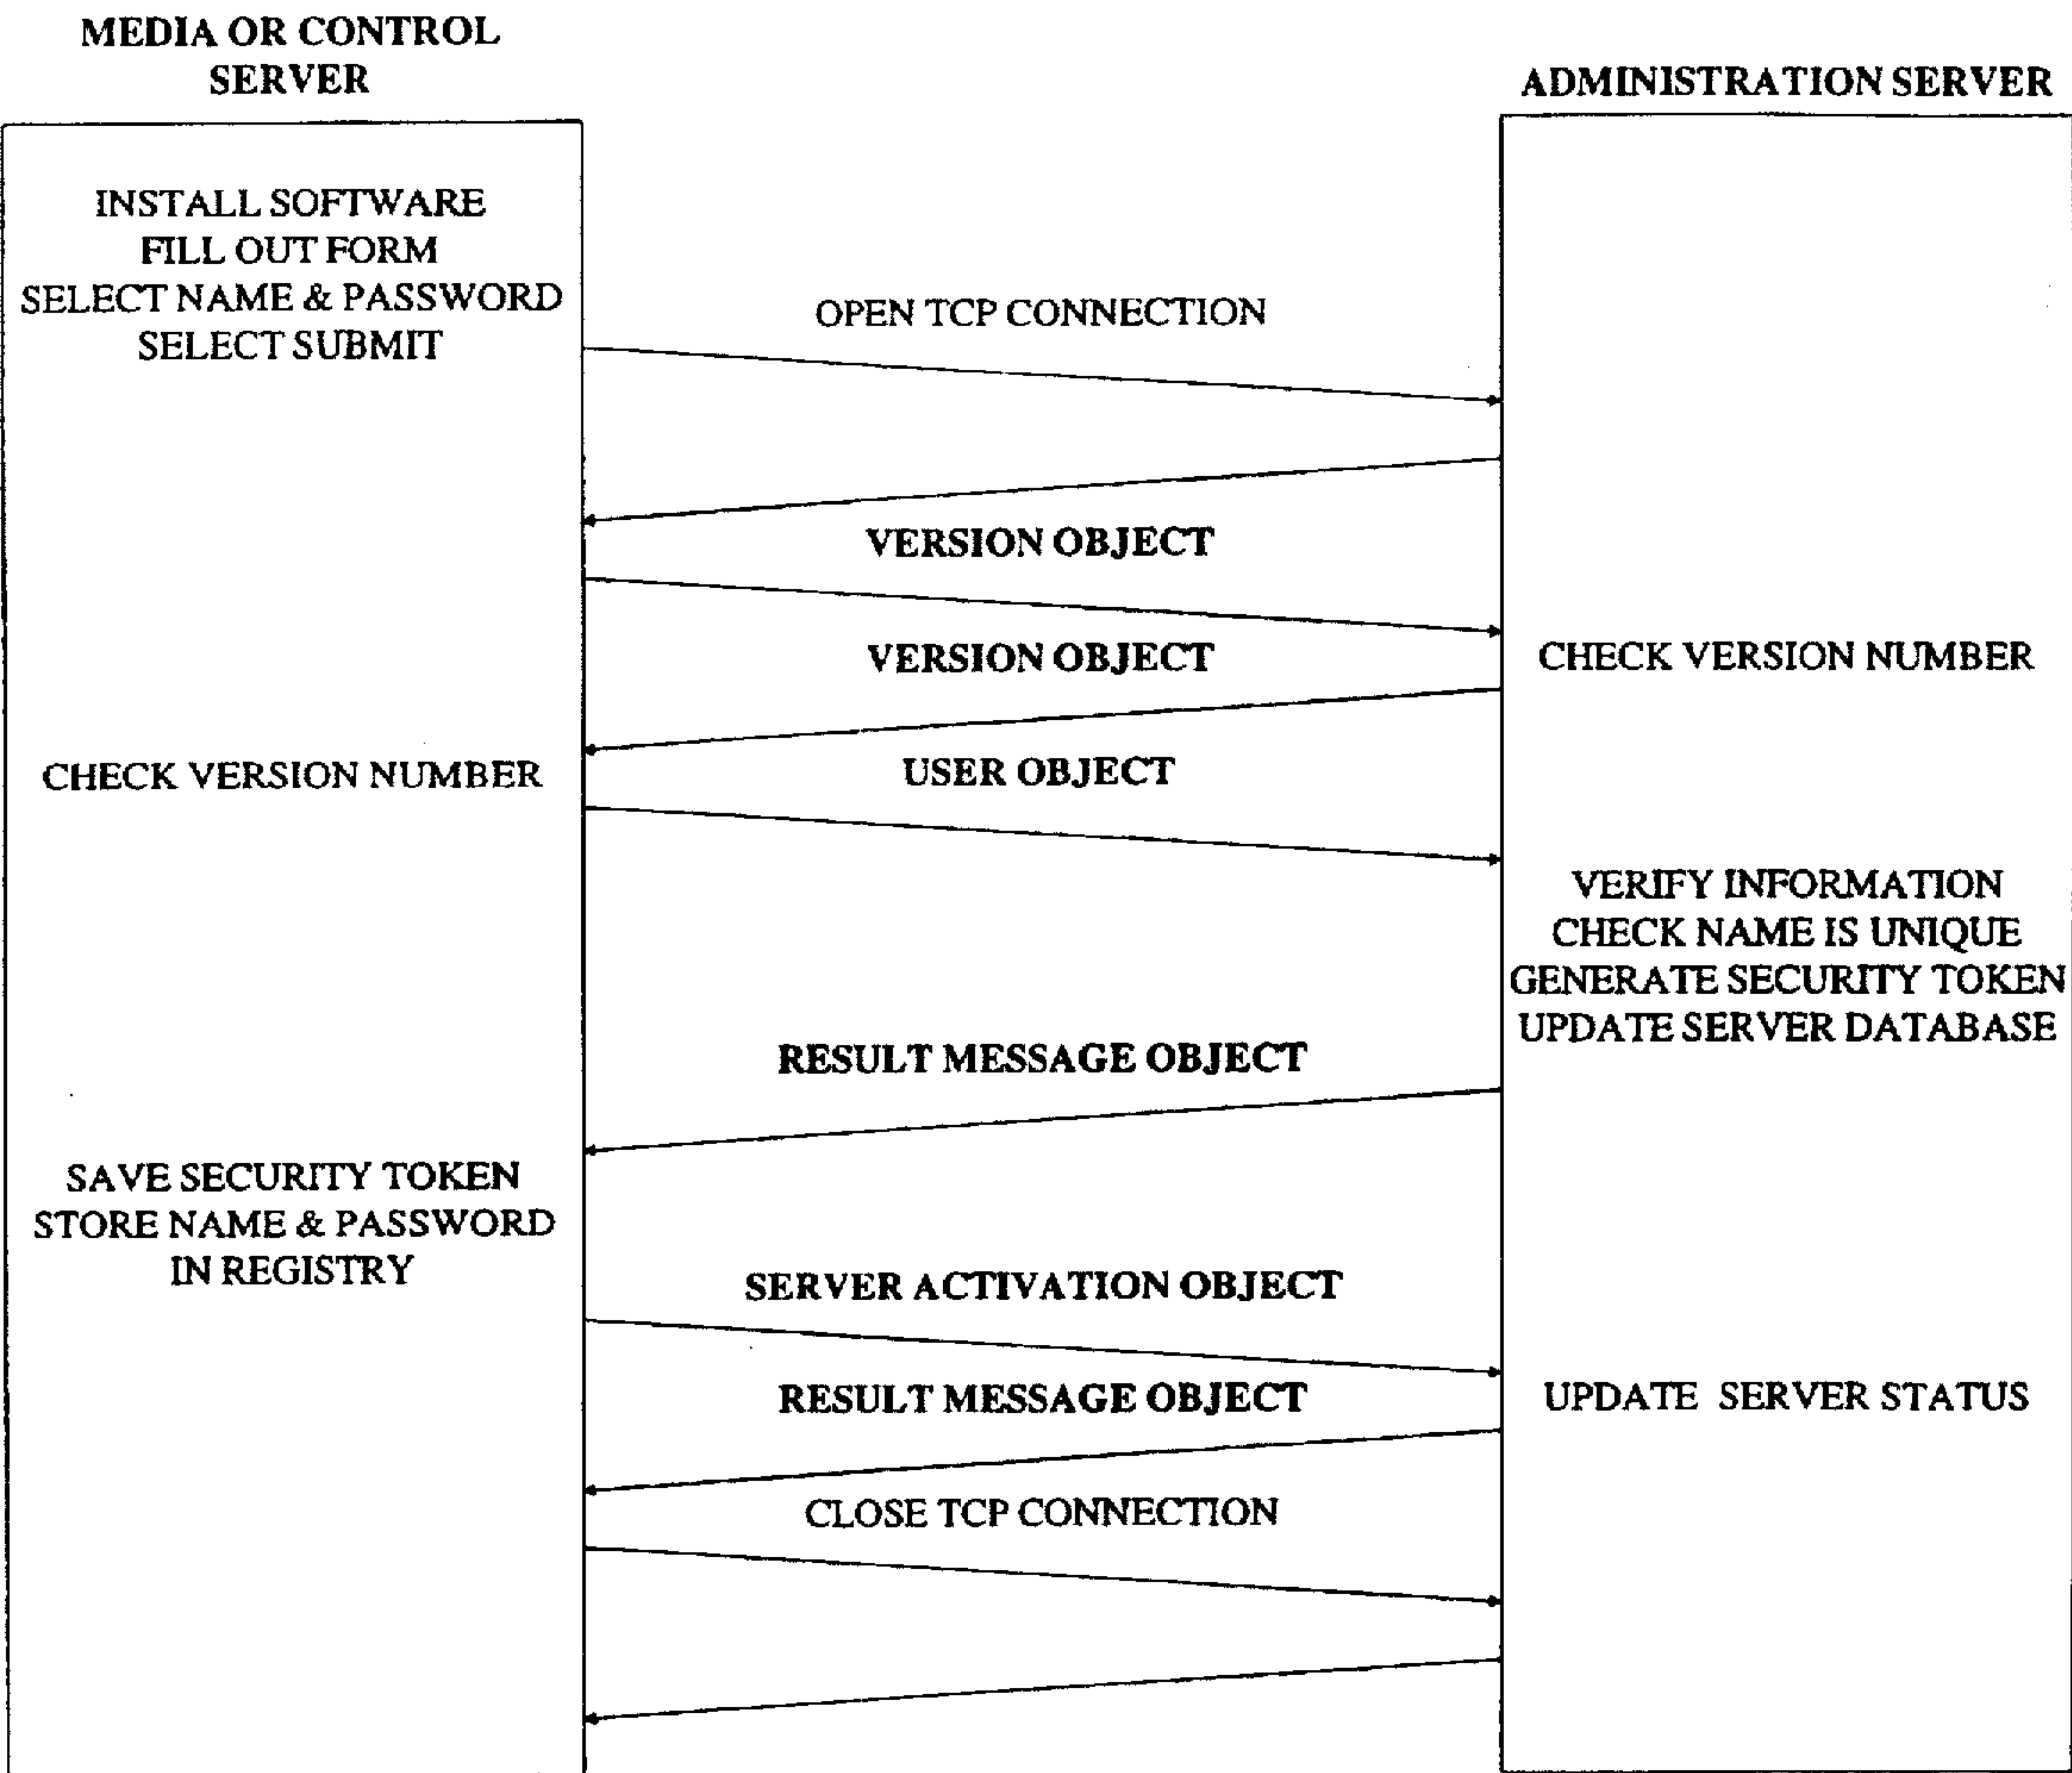 MEDIA OR CONTROL
SERVER
ADMINISTRATION SERVER
INSTALL SOFTWARE
FILL OUT FORM
SELECT NAME & PASSWORD
SELECT SUBMIT
OPEN TCP CONNECTION
VERSION OBJECT
VERSION OBJECT
CHECK VERSION NUMBER
CHECK VERSION NUMBER
USER OBJECT
VERIFY INFORMATION
CHECK NAME IS UNIQUE
GENERATE SECURITY TOKEN
UPDATE SERVER DATABASE
RESULT MESSAGE OBJECT
SAVE SECURITY TOKEN
STORE NAME & PASSWORD
IN REGISTRY
SERVER ACTIVATION OBJECT
RESULT MESSAGE OBJECT
UPDATE SERVER STATUS
CLOSE TCP CONNECTION